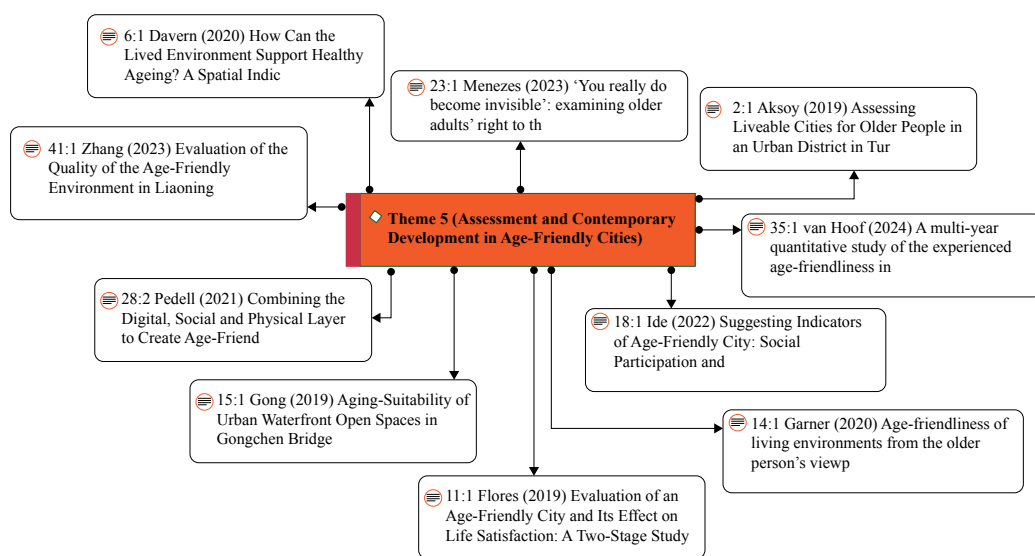 6:1 Davern (2020) How Can the
Lived Environment Support Healthy
Ageing? A Spatial Indic
23:1 Menezes (2023) ‘You really do
become invisible’: examining older
adults’ right to th
2:1 Aksoy (2019) Assessing
Liveable Cities for Older People in
an Urban District in Tur
41:1 Zhang (2023) Evaluation of the
Quality of the Age-Friendly
Environment in Liaoning
Theme 5 (Assessment and Contemporary
Development in Age-Friendly Cities)
35:1 van Hoof (2024) A multi-year
quantitative study of the experienced
age-friendliness in
28:2 Pedell (2021) Combining the
Digital, Social and Physical Layer
to Create Age-Friend
18:1 Ide (2022) Suggesting Indicators
of Age-Friendly City: Social
Participation and
15:1 Gong (2019) Aging-Suitability of
Urban Waterfront Open Spaces in
Gongchen Bridge
14:1 Garner (2020) Age-friendliness of
living environments from the older
person’s viewp
11:1 Flores (2019) Evaluation of an
Age-Friendly City and Its Effect on
Life Satisfaction: A Two-Stage Study